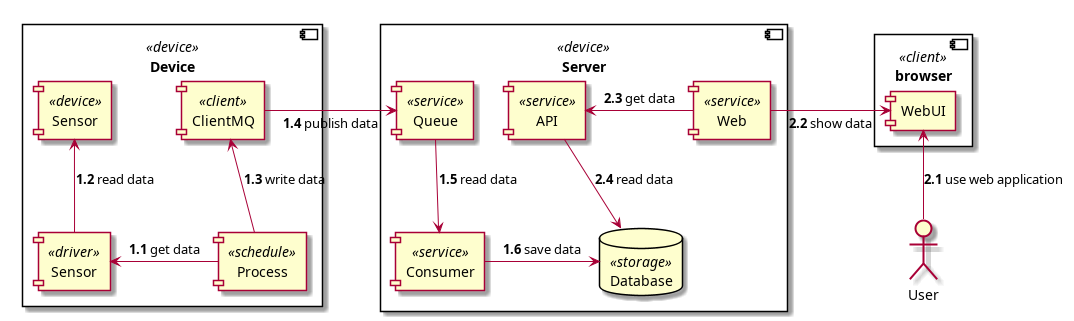 «device»
Device
«device»
Sensor
«client»
ClientMQ
1.2 read data
1.3 write data
«driver»
Sensor
1.1 get data
«schedule»
Process
1.4 publish data
«device»
Server
«service»
Queue
«service»
API
2.3 get data
«service»
Web
1.5 read data
2.4 read data
«service»
Consumer
1.6 save data
«storage»
Database
2.2 show data
«client»
browser
WebUI
2.1 use web application
User